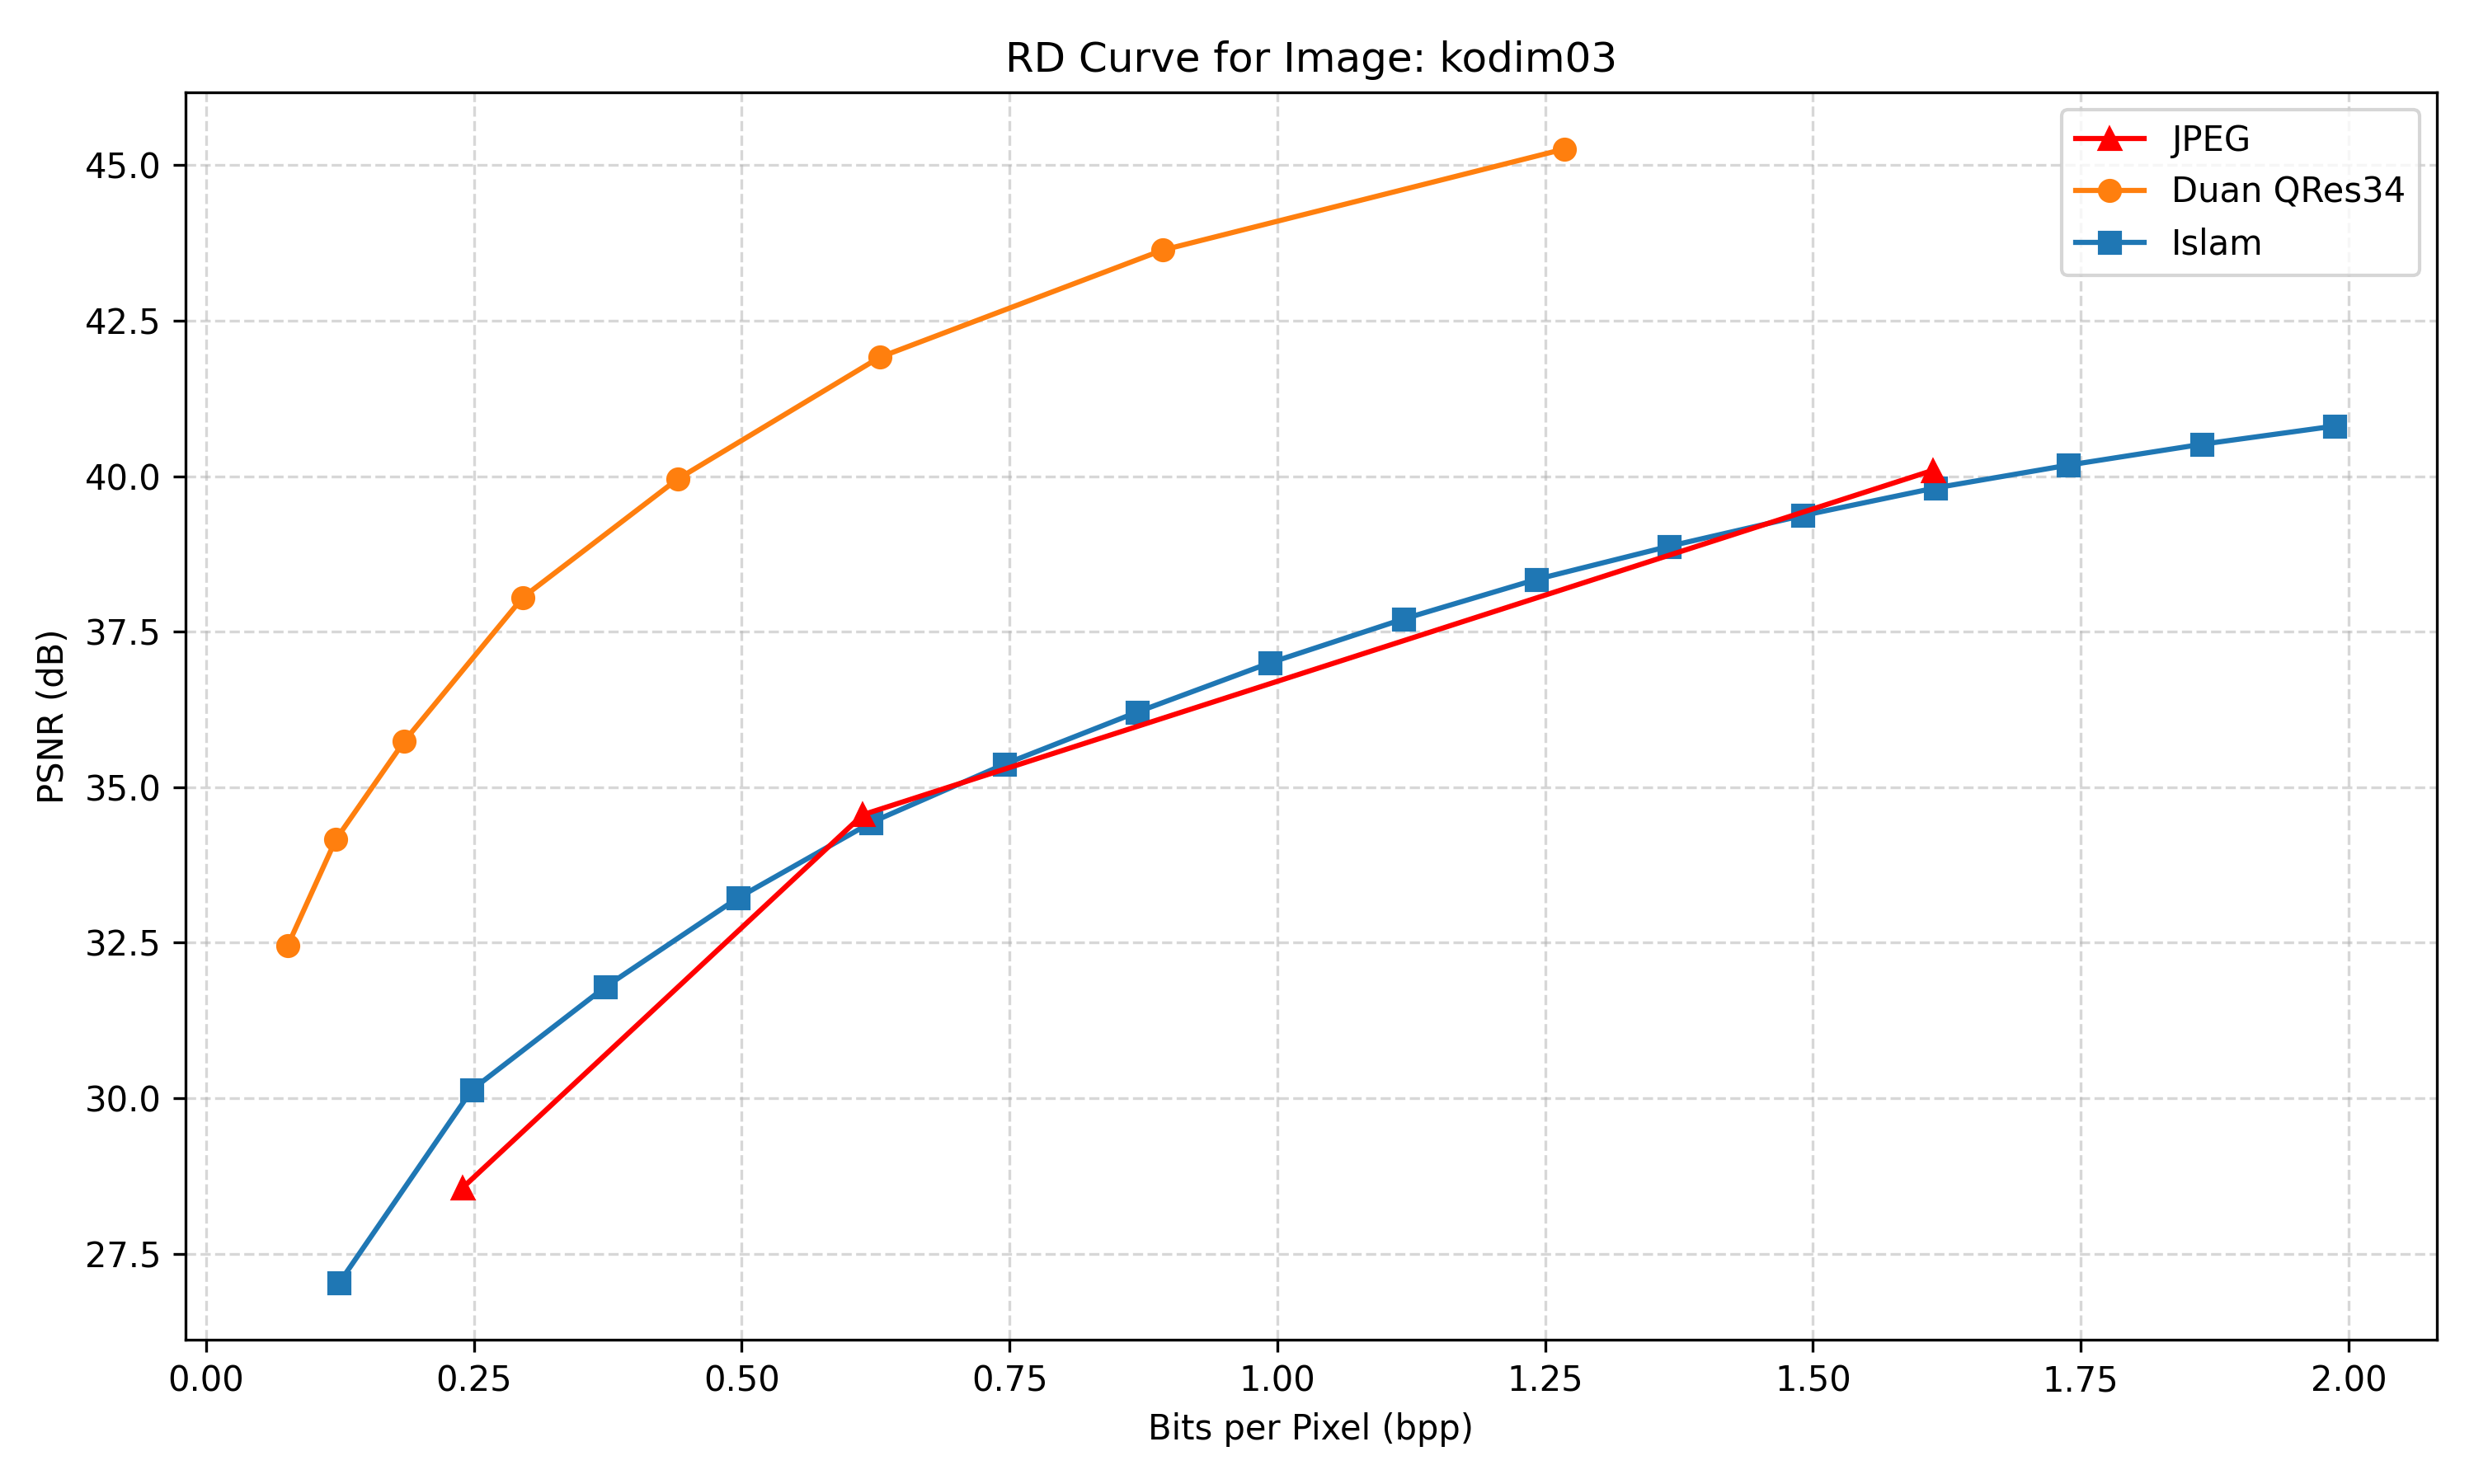 RD Curve for Image: kodim03
JPEG
Duan QRes34
Islam
PSNR (dB)
45.0
42.5
40.0
37.5
35.0
32.5
30.0
27.5
0.00 0.25 0.50 0.75 1.00 1.25 1.50 1.75 2.00
Bits per Pixel (bpp)